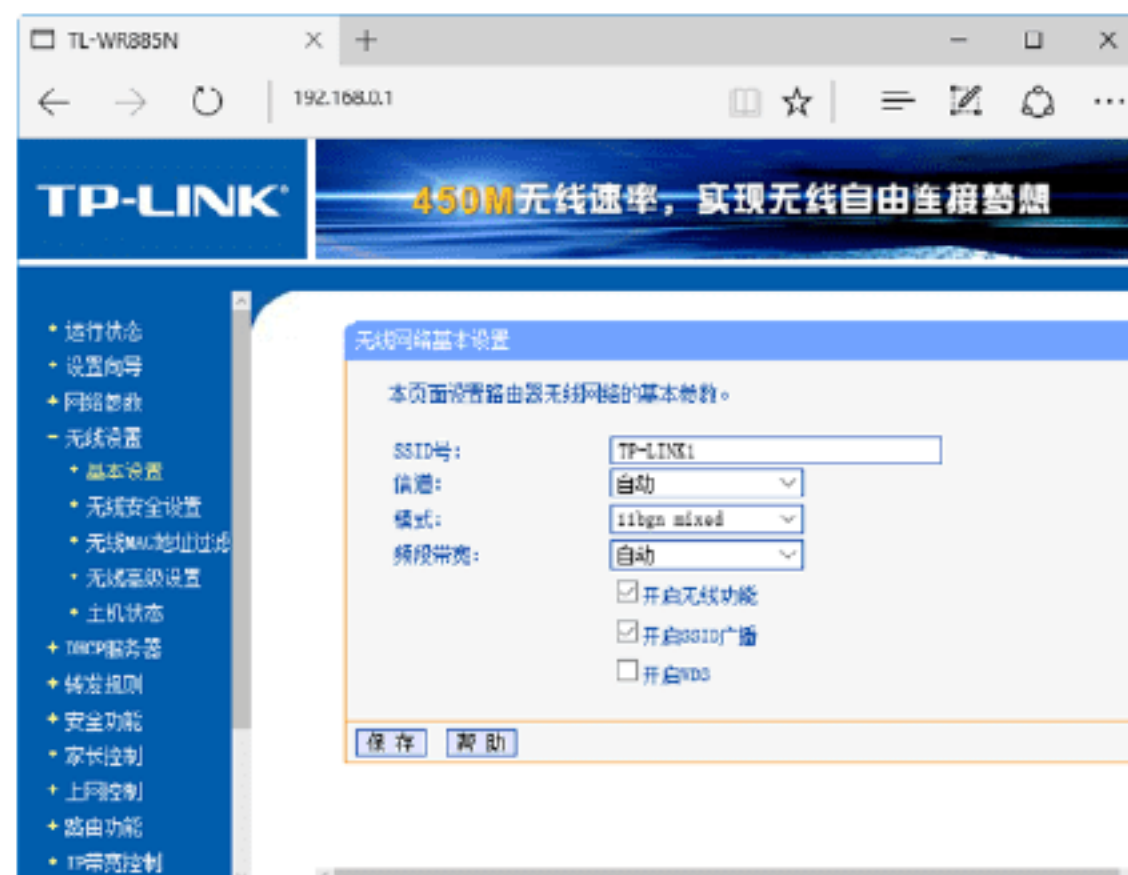 TL-WR885N
192.168.0.1
TP-LINK
450M无线速率，实现无线自由连接梦想
运行状态
设置向导
网络参数
无线设置
基本设置
无线安全设置
无线MAC地址过滤
无线高级设置
主机状态
DHCP服务器
转发规则
安全功能
家长控制
上网控制
路由功能
IP带宽控制
无线网络基本设置
本页面设置路由器无线网络的基本参数。
SSID号： TP-LINK1
信道： 自动
模式： 11bgn mixed
频段带宽： 自动
开启无线功能
开启SSID广播
开启WDS
保存 帮助